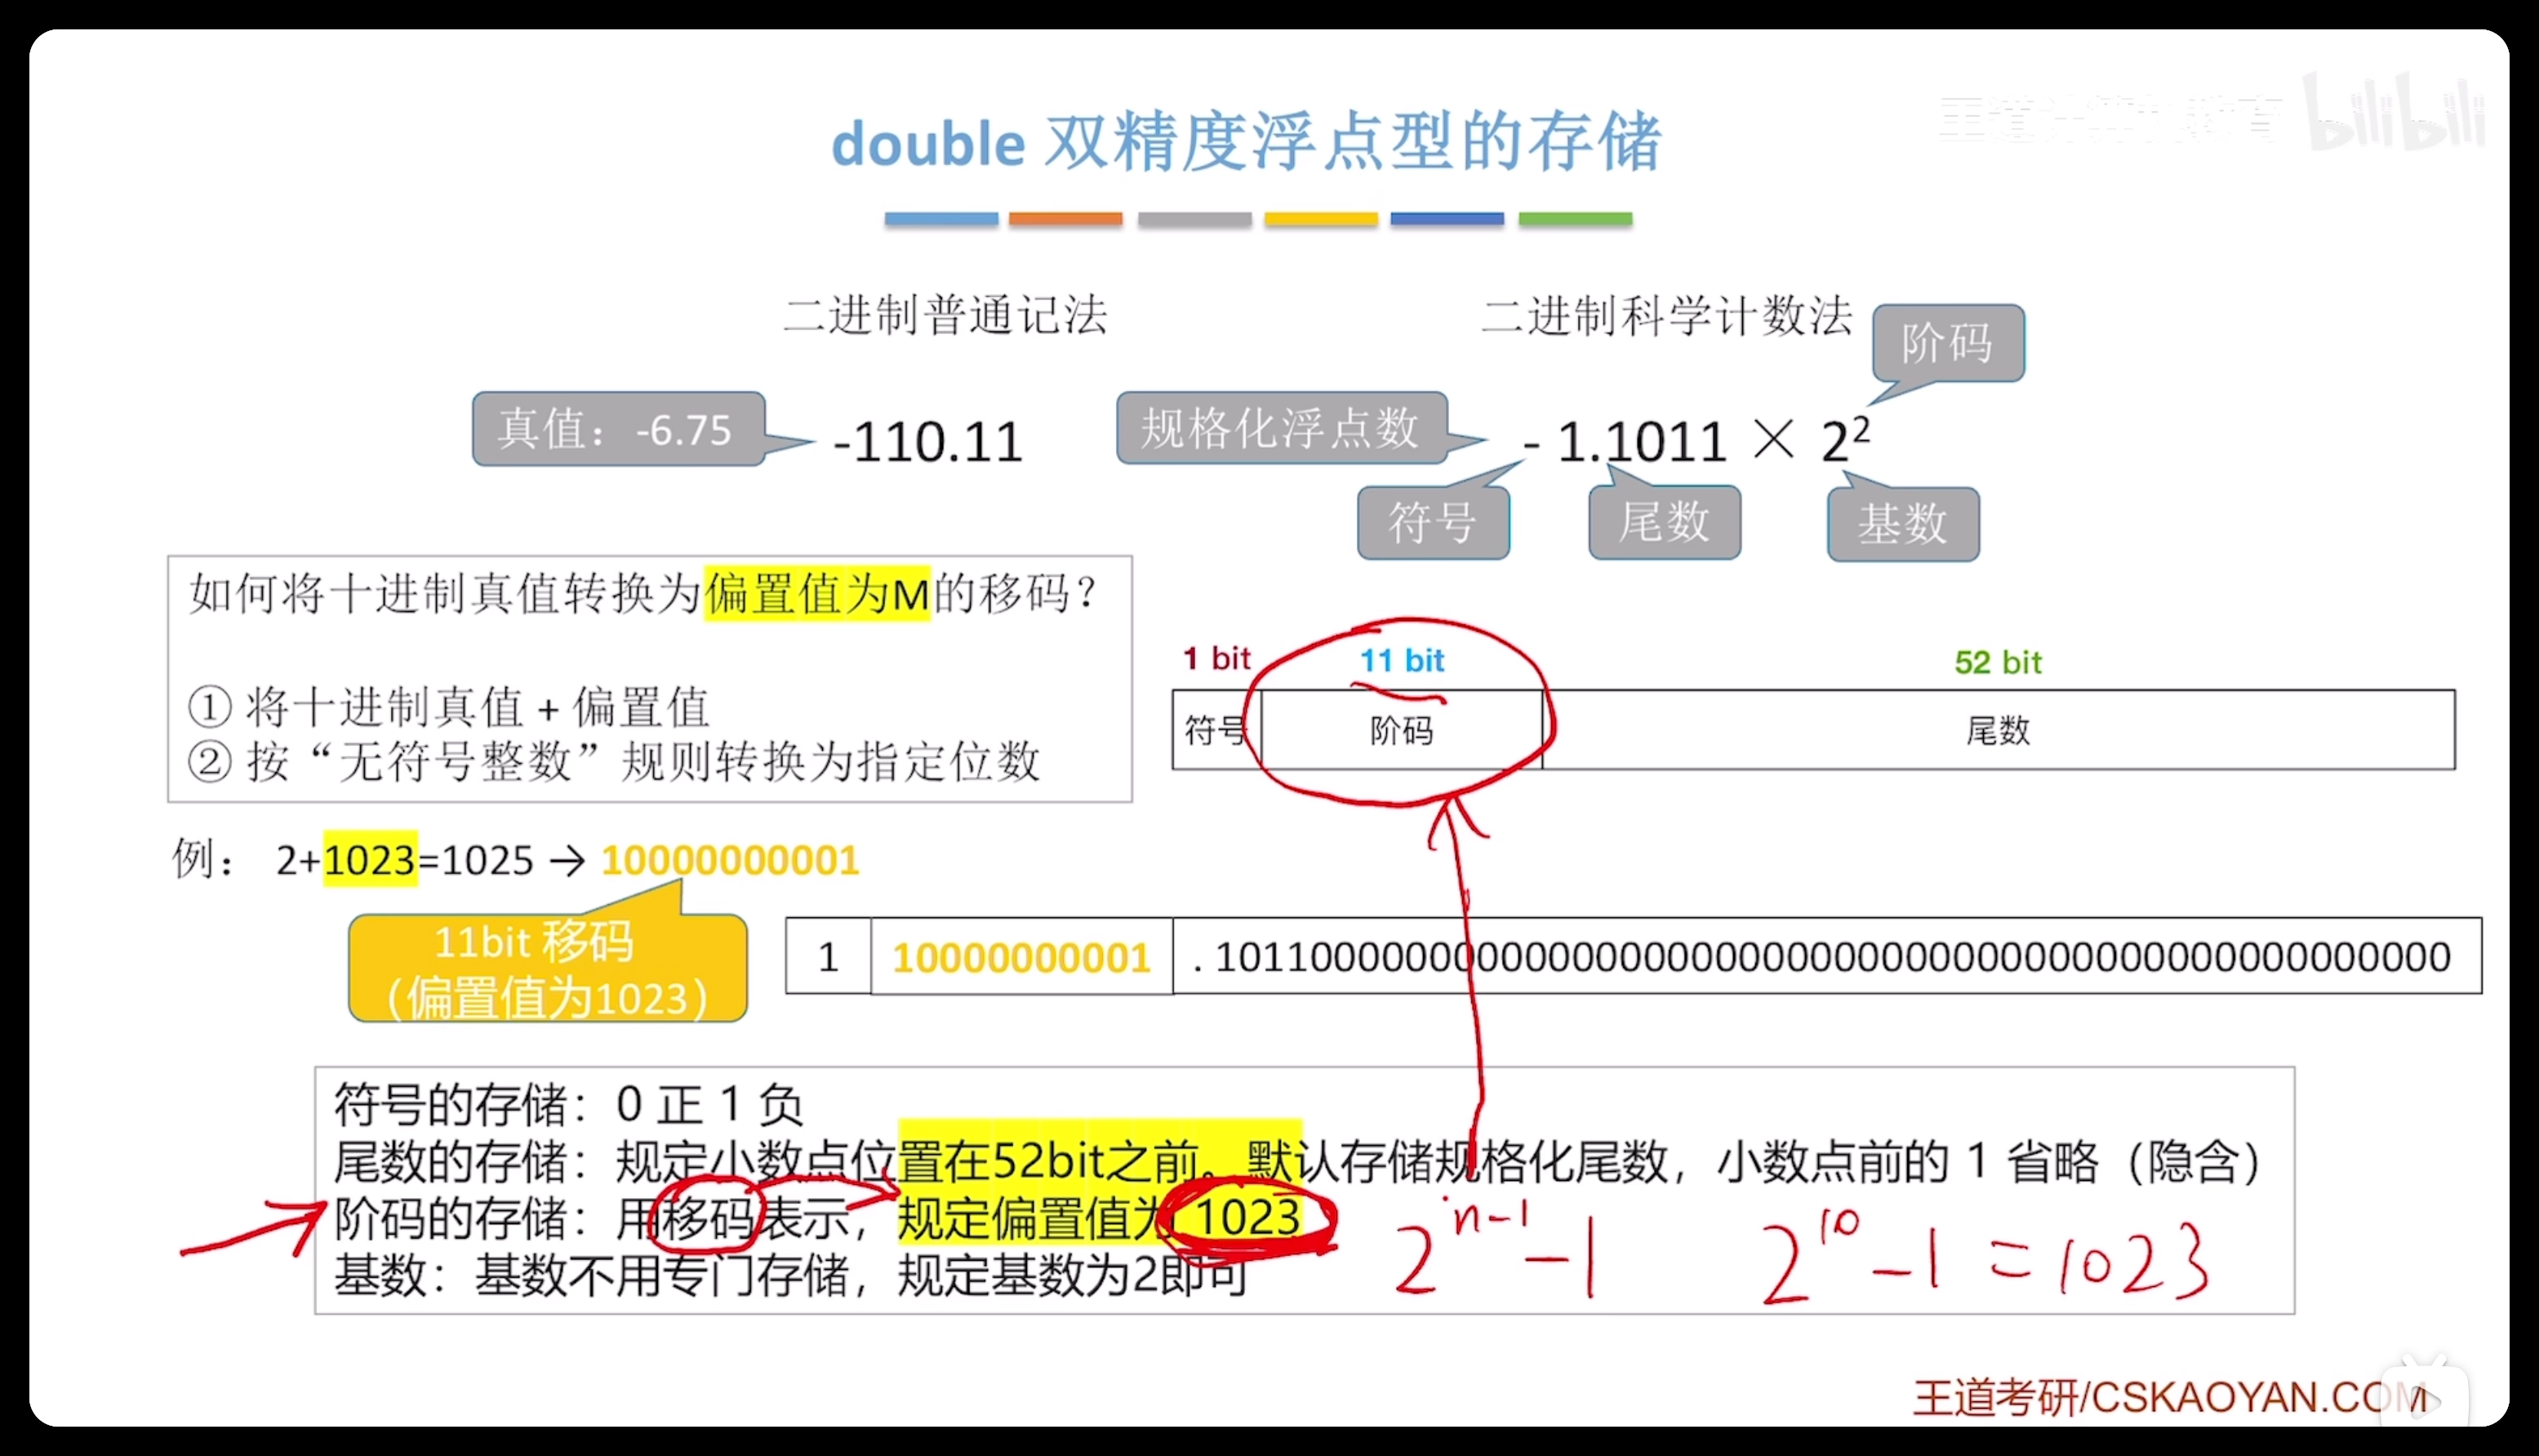 double 双精度浮点型的存储
王道计算机教育 bilibili
二进制普通记法
二进制科学计数法
阶码
真值：-6.75
-110.11
规格化浮点数
- 1.1011 × 2²
符号
尾数
基数
如何将十进制真值转换为偏置值为M的移码？
① 将十进制真值 + 偏置值
② 按“无符号整数”规则转换为指定位数
1 bit
11 bit
52 bit
符号
阶码
尾数
例： 2+1023=1025 → 10000000001
11bit 移码
（偏置值为1023）
1
10000000001
. 1011000000000000000000000000000000000000000000000000
符号的存储：0 正 1 负
尾数的存储：规定小数点位置在52bit之前。默认存储规格化尾数，小数点前的 1 省略（隐含）
阶码的存储：用移码表示，规定偏置值为 1023
基数：基数不用专门存储，规定基数为2即可
2ⁿ⁻¹-1
2¹⁰-1=1023
王道考研/CSKAOYAN.COM